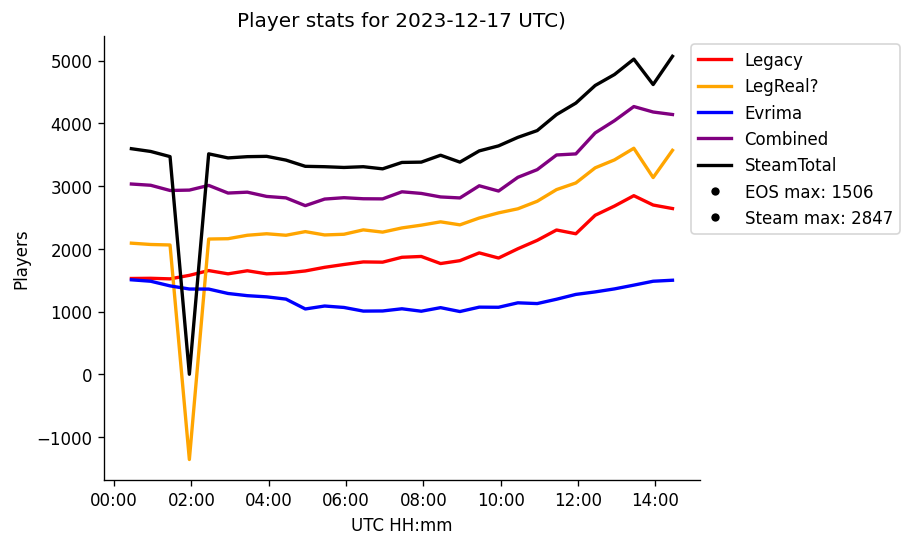 Player stats for 2023-12-17 UTC)
Legacy
LegReal?
Evrima
Combined
SteamTotal
EOS max: 1506
Steam max: 2847
Players
5000
4000
3000
2000
1000
0
−1000
00:00 02:00 04:00 06:00 08:00 10:00 12:00 14:00
UTC HH:mm